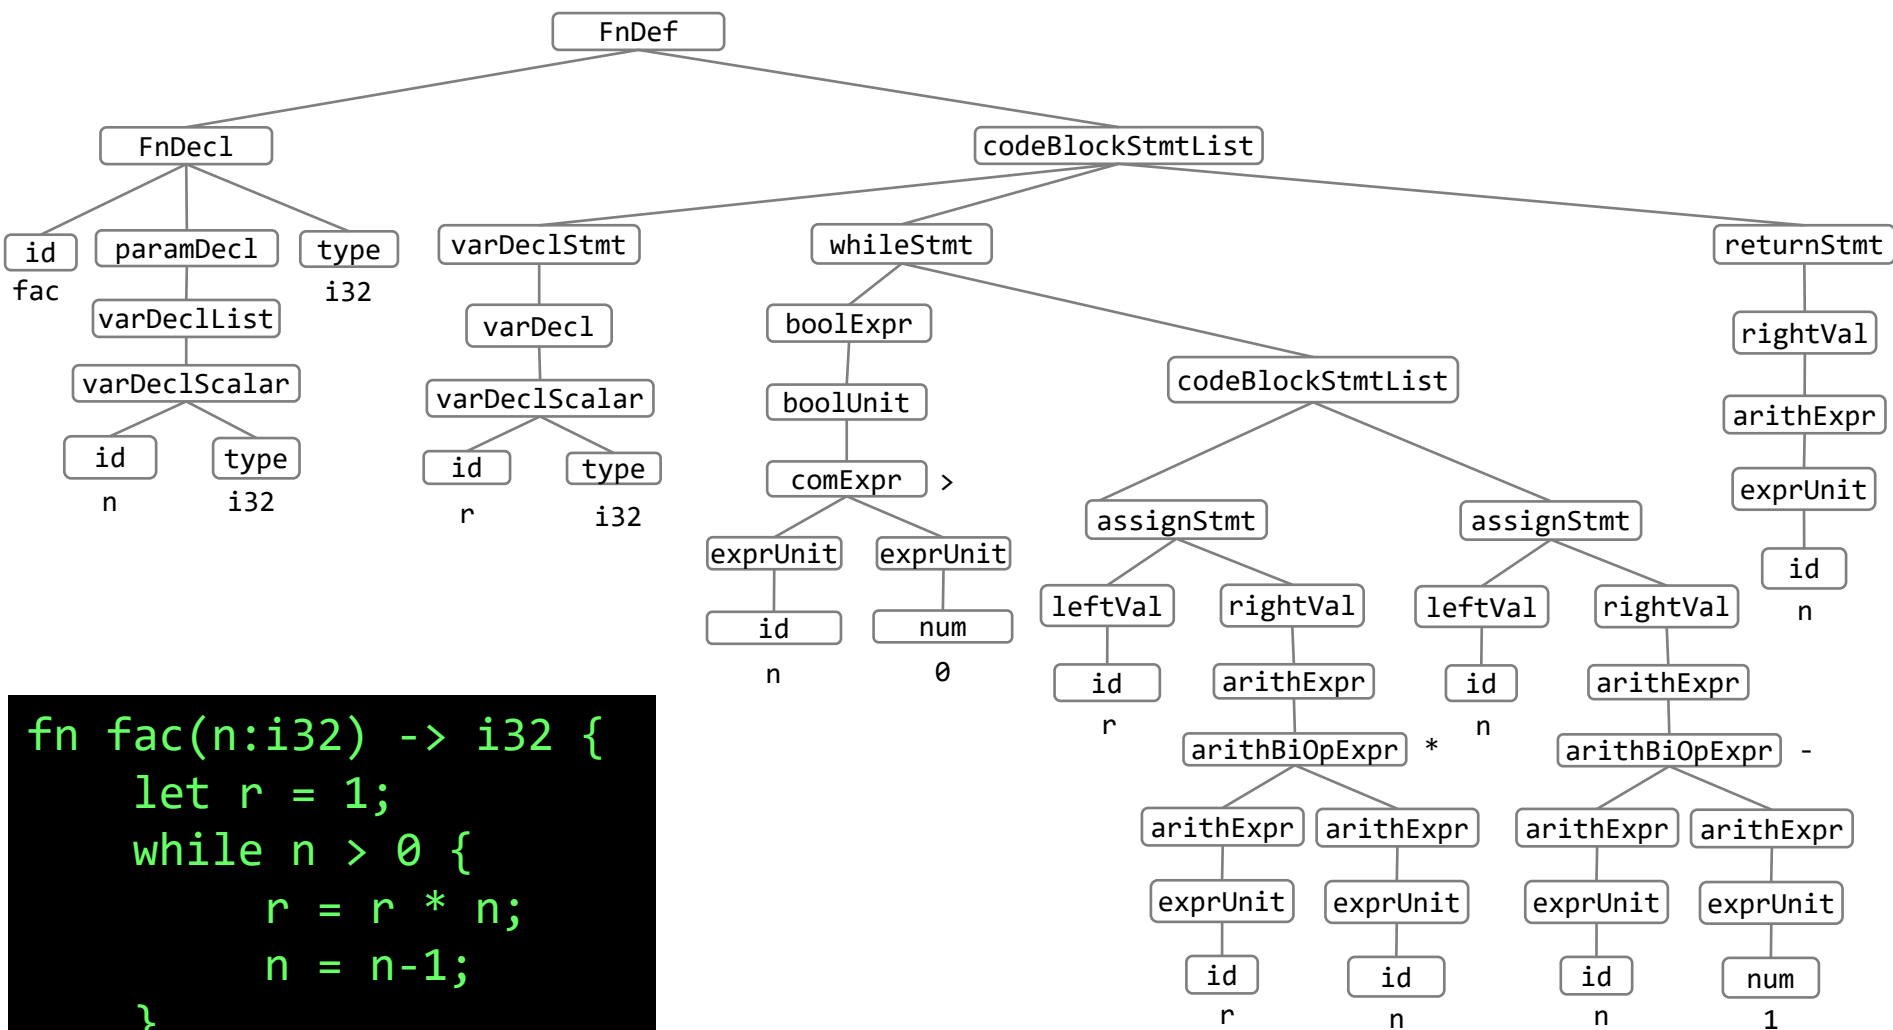 FnDef
FnDecl codeBlockStmtList
id paramDecl type varDeclStmt whileStmt returnStmt
fac i32
varDeclList varDecl boolExpr rightVal
varDeclScalar varDeclScalar boolUnit codeBlockStmtList arithExpr
id type id type comExpr > exprUnit
n i32 r i32
assignStmt assignStmt
exprUnit exprUnit id
leftVal rightVal leftVal rightVal n
id num
n 0
id arithExpr id arithExpr
r n
arithBiOpExpr * arithBiOpExpr -
arithExpr arithExpr arithExpr arithExpr
exprUnit exprUnit exprUnit exprUnit
id id id num
r n n 1
fn fac(n:i32) -> i32 {
let r = 1;
while n > 0 {
r = r * n;
n = n-1;
}